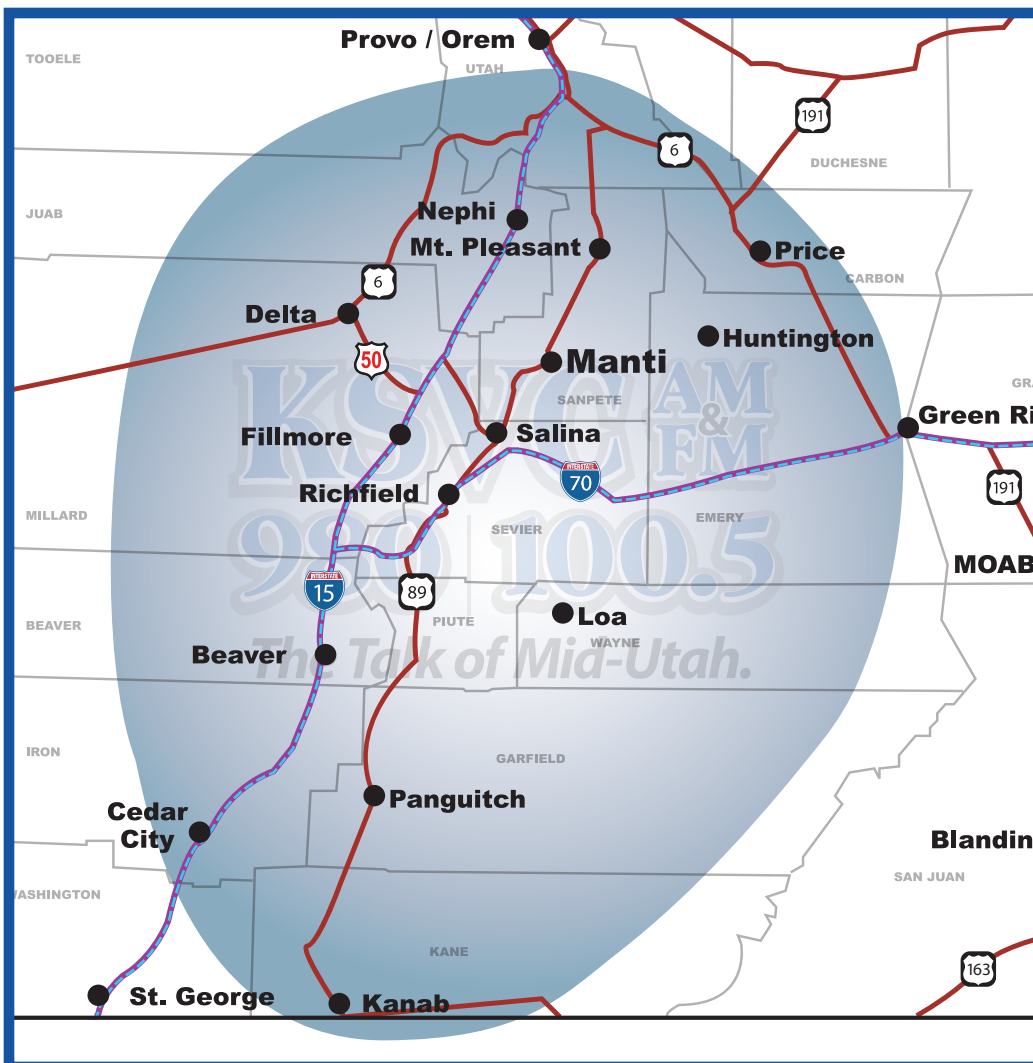 Provo / Orem
TOOELE
UTAH
191
6
DUCHESNE
Nephi
JUAB
Mt. Pleasant
Price
CARBON
6
Delta
Huntington
50
Manti
KSVC AM & FM
GRA
SANPETE
Green Ri
Fillmore
Salina
INTERSTATE
70
Richfield
191
MILLARD
EMERY
SEVIER
980 100.5
MOAB
INTERSTATE
15
89
Loa
BEAVER
PIUTE
WAYNE
Beaver
The Talk of Mid-Utah.
IRON
GARFIELD
Panguitch
Cedar
City
Blandin
SAN JUAN
WASHINGTON
KANE
163
St. George
Kanab